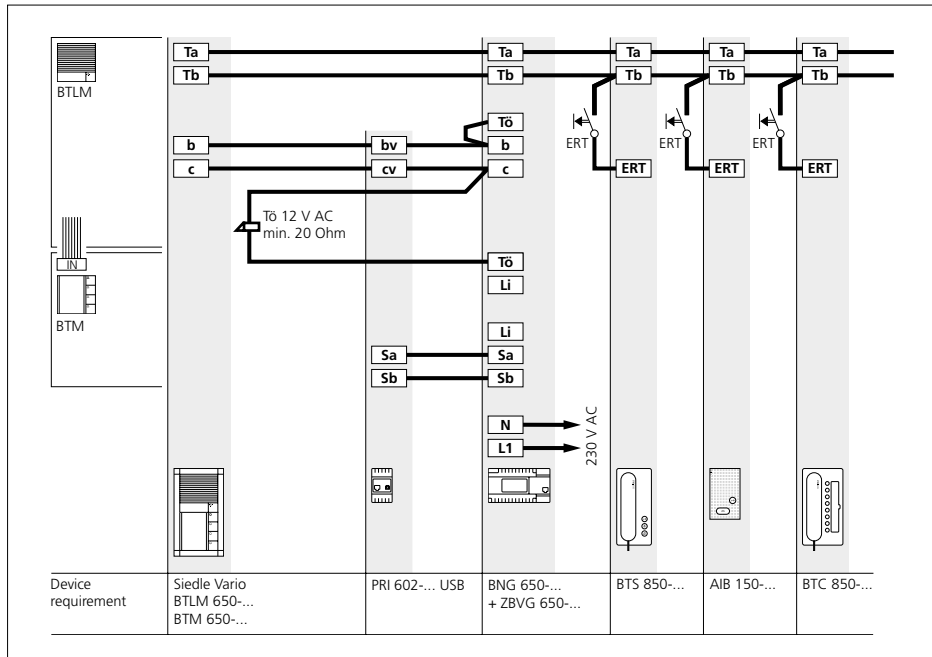 Ta Ta Ta Ta Ta
Tb Tb Tb Tb Tb
BTLM
Tö
ERT ERT ERT
b bv b
c cv c ERT ERT ERT
Tö 12 V AC
min. 20 Ohm
IN
Tö
Li
BTM
Li
Sa Sa
Sb Sb
N
L1
230 V AC
Device
requirement
Siedle Vario
BTLM 650-...
BTM 650-...
PRI 602-... USB
BNG 650-...
+ ZBVG 650-...
BTS 850-...
AIB 150-...
BTC 850-...